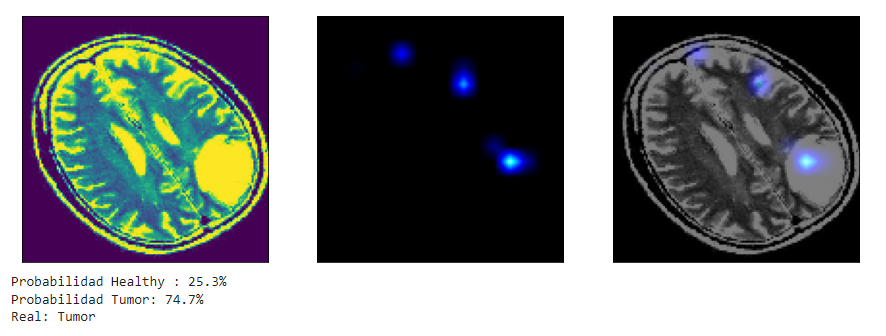 Probabilidad Healthy : 25.3%
Probabilidad Tumor: 74.7%
Real: Tumor